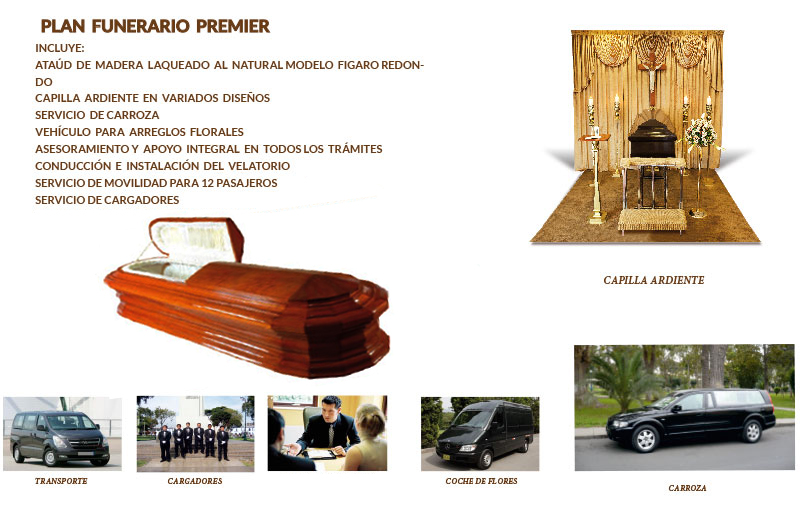 PLAN FUNERARIO PREMIER
INCLUYE:
ATAÚD DE MADERA LAQUEADO AL NATURAL MODELO FIGARO REDON-
DO
CAPILLA ARDIENTE EN VARIADOS DISEÑOS
SERVICIO DE CARROZA
VEHÍCULO PARA ARREGLOS FLORALES
ASESORAMIENTO Y APOYO INTEGRAL EN TODOS LOS TRÁMITES
CONDUCCIÓN E INSTALACIÓN DEL VELATORIO
SERVICIO DE MOVILIDAD PARA 12 PASAJEROS
SERVICIO DE CARGADORES
CAPILLA ARDIENTE
TRANSPORTE
CARGADORES
COCHE DE FLORES
CARROZA